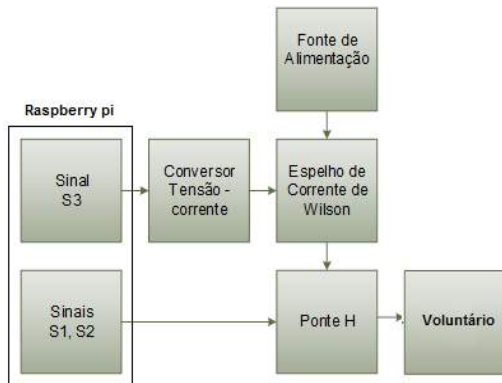 Fonte de
Alimentação
Raspberry pi
Sinal
S3
Conversor
Tensão -
corrente
Espelho de
Corrente de
Wilson
Sinais
S1, S2
Ponte H
Voluntário